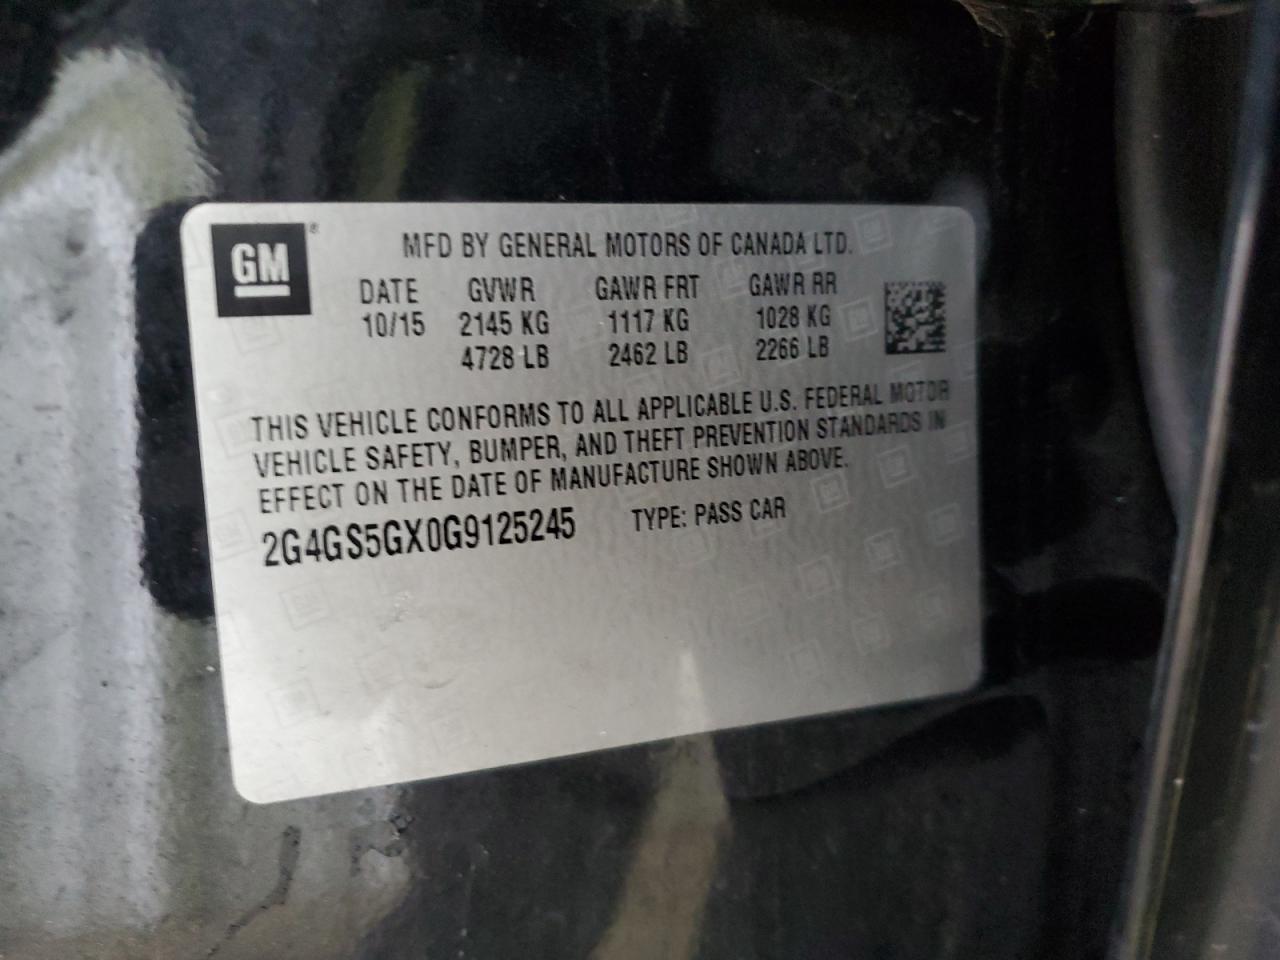 GM ®
MFD BY GENERAL MOTORS OF CANADA LTD.
DATE GVWR GAWR FRT GAWR RR
10/15 2145 KG 1117 KG 1028 KG
4728 LB 2462 LB 2266 LB
THIS VEHICLE CONFORMS TO ALL APPLICABLE U.S. FEDERAL MOTOR
VEHICLE SAFETY, BUMPER, AND THEFT PREVENTION STANDARDS IN
EFFECT ON THE DATE OF MANUFACTURE SHOWN ABOVE.
2G4GS5GX0G9125245 TYPE: PASS CAR